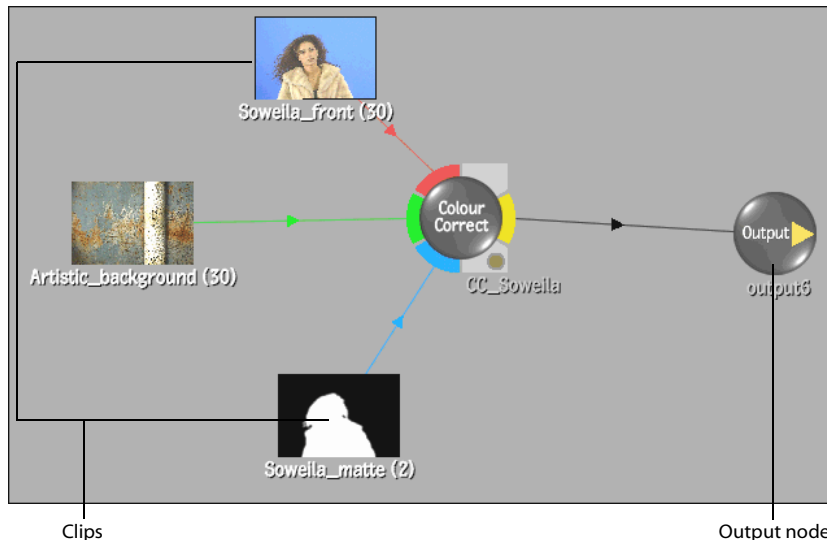 Soweila_front (30)
Colour
Correct
Output
Artistic_background (30)
CC_Soweila
output6
Soweila_matte (2)
Clips
Output node